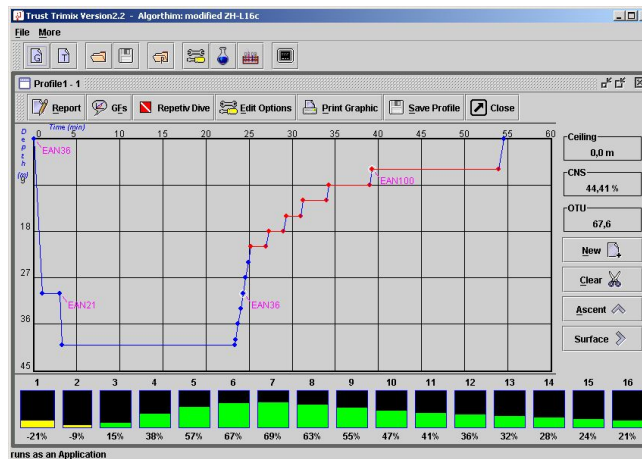 Trust Trimix Version2.2 - Algorthim: modified ZH-L16c
File More
G T
Profile1 - 1
Report GFs Repetiv Dive Edit Options Print Graphic Save Profile Close
Time (min)
0 5 10 15 20 25 30 35 40 45 50 55 60
Depth (m)
9
18
27
36
45
EAN36
EAN21
EAN36
EAN100
Ceiling
0,0 m
CNS
44,41 %
OTU
67,6
New
Clear
Ascent
Surface
1 2 3 4 5 6 7 8 9 10 11 12 13 14 15 16
-21% -9% 15% 38% 57% 67% 69% 63% 55% 47% 41% 36% 32% 28% 24% 21%
runs as an Application